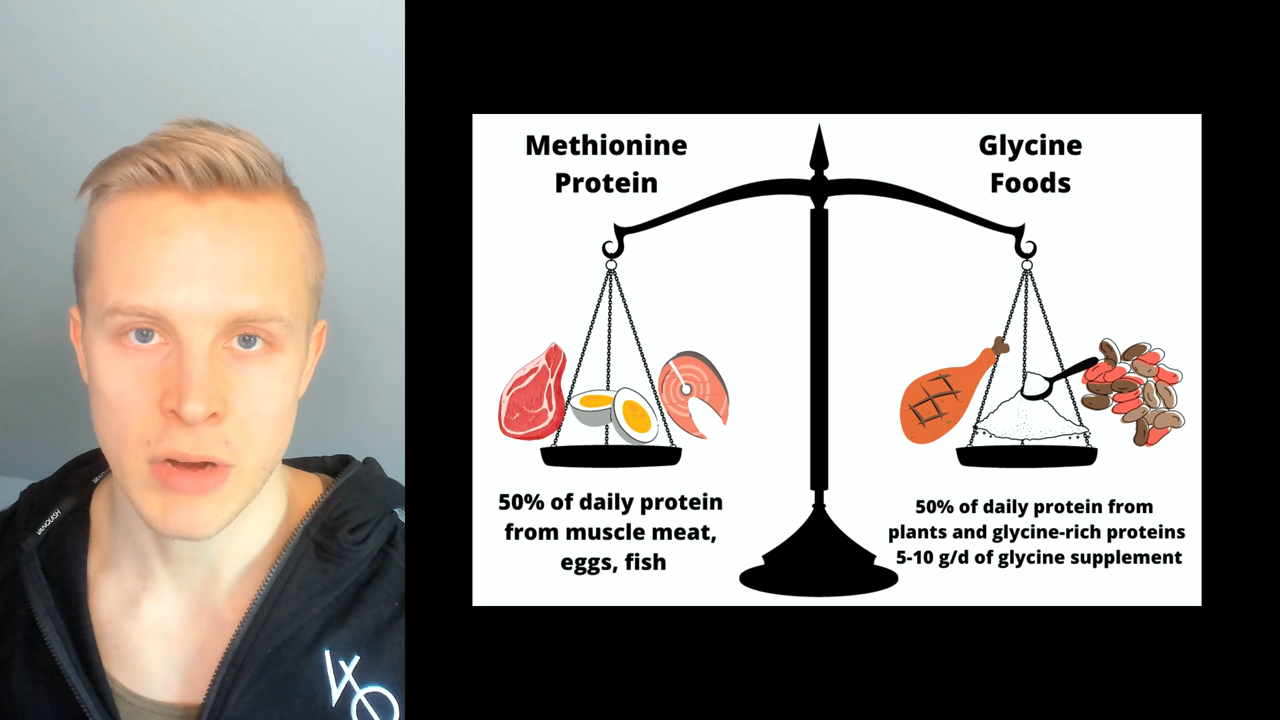 Methionine
Protein
Glycine
Foods
50% of daily protein
from muscle meat,
eggs, fish
50% of daily protein from
plants and glycine-rich proteins
5-10 g/d of glycine supplement
VANQUISH